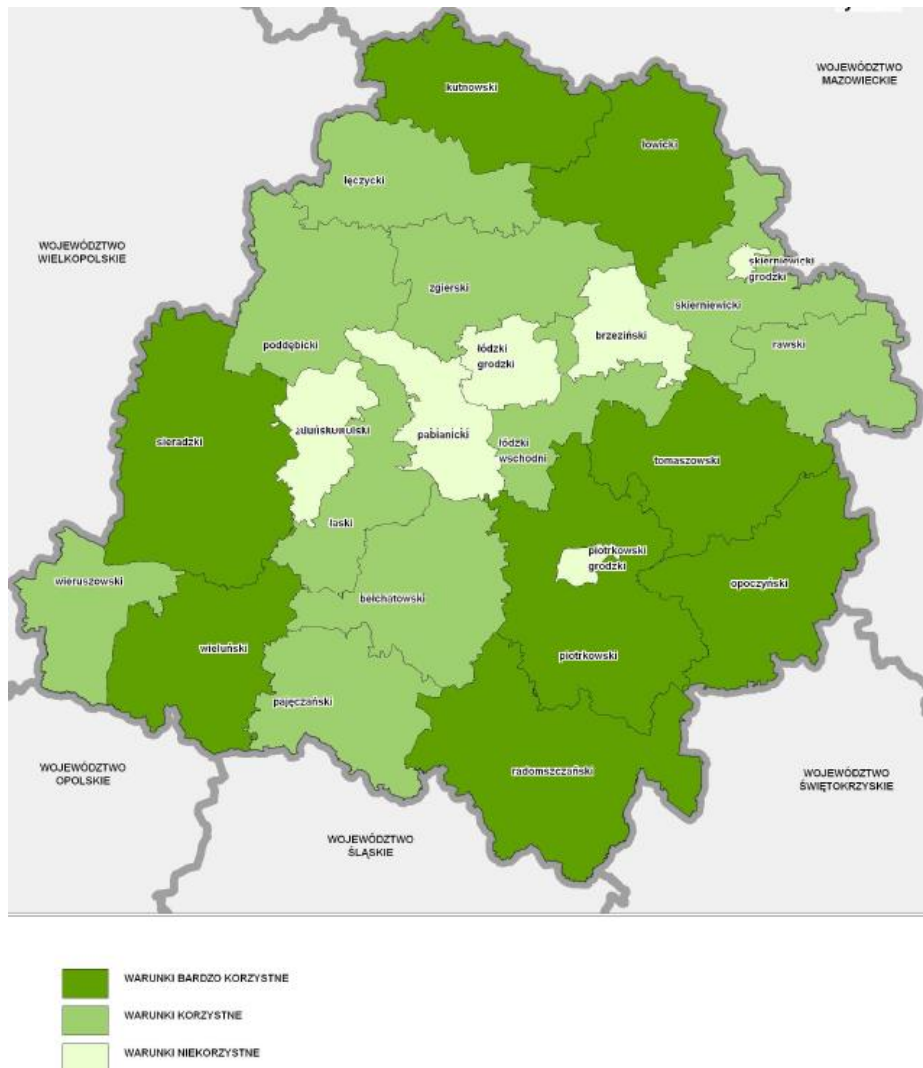 WOJEWÓDZTWO
MAZOWIECKIE
kutnowski
łowicki
łęczycki
WOJEWÓDZTWO
WIELKOPOLSKIE
skierniewicki
grodzki
zgierski
skierniewicki
brzeziński
poddębicki
łódzki
grodzki
rawski
zduńskowolski
pabianicki
sieradzki
łódzki
wschodni
tomaszowski
łaski
piotrkowski
grodzki
wieruszowski
opoczyński
bełchatowski
wieluński
piotrkowski
pajęczański
WOJEWÓDZTWO
OPOLSKIE
radomszczański
WOJEWÓDZTWO
ŚWIĘTOKRZYSKIE
WOJEWÓDZTWO
ŚLĄSKIE
WARUNKI BARDZO KORZYSTNE
WARUNKI KORZYSTNE
WARUNKI NIEKORZYSTNE